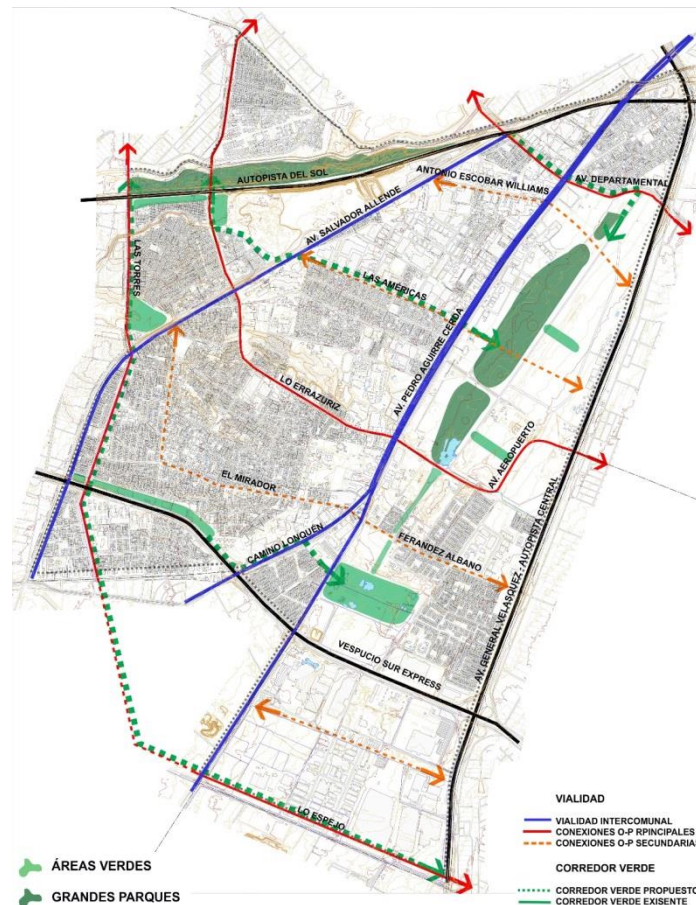 AUTOPISTA DEL SOL
ANTONIO ESCOBAR WILLIAMS
AV. DEPARTAMENTAL
AV. SALVADOR ALLENDE
LAS TORRES
LAS AMÉRICAS
AV. PEDRO AGUIRRE CERDA
LO ERRAZURIZ
AV. AEROPUERTO
EL MIRADOR
CAMINO LONQUÉN
FERANDEZ ALBANO
AV. GENERAL VELASQUEZ - AUTOPISTA CENTRAL
VESPUCIO SUR EXPRESS
LO ESPEJO
ÁREAS VERDES
GRANDES PARQUES
VIALIDAD
VIALIDAD INTERCOMUNAL
CONEXIONES O-P RPINCIPALES
CONEXIONES O-P SECUNDARIAS
CORREDOR VERDE
CORREDOR VERDE PROPUESTO
CORREDOR VERDE EXISENTE